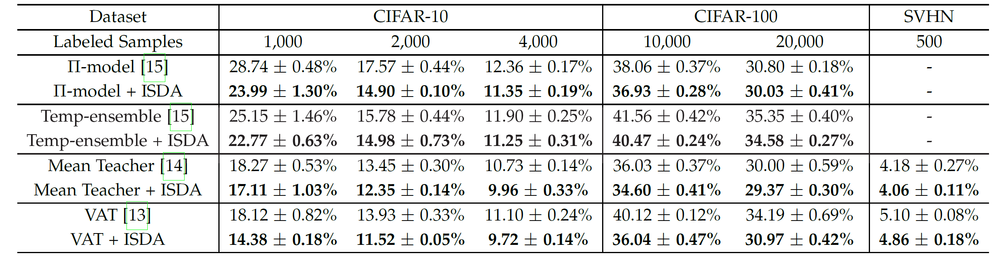 Dataset CIFAR-10 CIFAR-100 SVHN
Labeled Samples 1,000 2,000 4,000 10,000 20,000 500
Π-model [15] 28.74 ± 0.48% 17.57 ± 0.44% 12.36 ± 0.17% 38.06 ± 0.37% 30.80 ± 0.18% -
Π-model + ISDA 23.99 ± 1.30% 14.90 ± 0.10% 11.35 ± 0.19% 36.93 ± 0.28% 30.03 ± 0.41% -
Temp-ensemble [15] 25.15 ± 1.46% 15.78 ± 0.44% 11.90 ± 0.25% 41.56 ± 0.42% 35.35 ± 0.40% -
Temp-ensemble + ISDA 22.77 ± 0.63% 14.98 ± 0.73% 11.25 ± 0.31% 40.47 ± 0.24% 34.58 ± 0.27% -
Mean Teacher [14] 18.27 ± 0.53% 13.45 ± 0.30% 10.73 ± 0.14% 36.03 ± 0.37% 30.00 ± 0.59% 4.18 ± 0.27%
Mean Teacher + ISDA 17.11 ± 1.03% 12.35 ± 0.14% 9.96 ± 0.33% 34.60 ± 0.41% 29.37 ± 0.30% 4.06 ± 0.11%
VAT [13] 18.12 ± 0.82% 13.93 ± 0.33% 11.10 ± 0.24% 40.12 ± 0.12% 34.19 ± 0.69% 5.10 ± 0.08%
VAT + ISDA 14.38 ± 0.18% 11.52 ± 0.05% 9.72 ± 0.14% 36.04 ± 0.47% 30.97 ± 0.42% 4.86 ± 0.18%